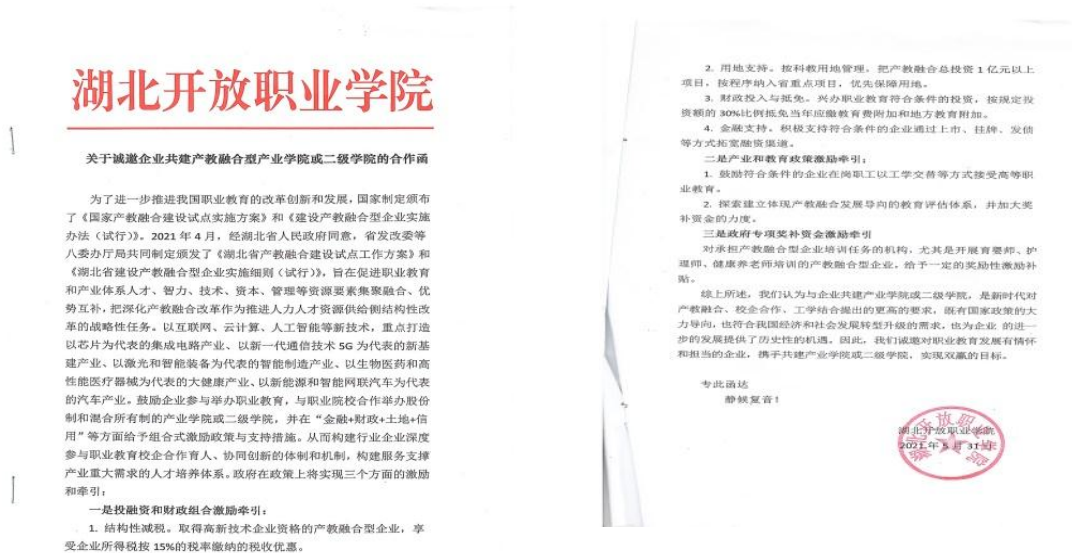 湖北开放职业学院
关于诚邀企业共建产教融合型产业学院或二级学院的合作函
为了进一步推进我国职业教育的改革创新和发展，国家制定颁布
了《国家产教融合建设试点实施方案》和《建设产教融合型企业实施
办法（试行）》。2021 年 4 月，经湖北省人民政府同意，省发改委等
八委办厅局共同制定颁发了《湖北省产教融合建设试点工作方案》和
《湖北省建设产教融合型企业实施细则（试行）》，旨在促进职业教育
和产业体系人才、智力、技术、资本、管理等资源要素集聚融合、优
势互补，把深化产教融合改革作为推进人力人才资源供给侧结构性改
革的战略性任务。以互联网、云计算、人工智能等新技术，重点打造
以芯片为代表的集成电路产业、以新一代通信技术 5G 为代表的新基
建产业、以激光和智能装备为代表的智能制造产业、以生物医药和高
性能医疗器械为代表的大健康产业、以新能源和智能网联汽车为代表
的汽车产业。鼓励企业参与举办职业教育，与职业院校合作举办股份
制和混合所有制的产业学院或二级学院，并在“金融+财政+土地+信
用”等方面给予组合式激励政策与支持措施。从而构建行业企业深度
参与职业教育校企合作育人、协同创新的体制和机制，构建服务支撑
产业重大需求的人才培养体系。政府在政策上将实现三个方面的激励
和牵引：
一是投融资和财政组合激励牵引：
1. 结构性减税。取得高新技术企业资格的产教融合型企业，享
受企业所得税按 15%的税率缴纳的税收优惠。
2. 用地支持。按科教用地管理。把产教融合总投资 1 亿元以上
项目，按程序纳入省重点项目，优先保障用地。
3. 财政投入与抵免。兴办职业教育符合条件的投资，按规定投
资额的 30%比例抵免当年应缴教育费附加和地方教育附加。
4. 金融支持。积极支持符合条件的企业通过上市、挂牌、发债
等方式拓宽融资渠道。
二是产业和教育政策激励牵引：
1. 鼓励符合条件的企业在岗职工以工学交替等方式接受高等职
业教育。
2. 探索建立体现产教融合发展导向的教育评估体系，并加大奖
补资金的力度。
三是政府专项奖补资金激励牵引
对承担产教融合型企业培训任务的机构，尤其是开展育婴师、护
理师、健康养老师培训的产教融合型企业，给予一定的奖励性激励补
贴。
综上所述，我们认为与企业共建产业学院或二级学院，是新时代对
产教融合、校企合作、工学结合提出的更高的要求，既有国家政策的大
力导向，也符合我国经济和社会发展转型升级的需求，也为企业 的进一
步的发展提供了历史性的机遇。因此，我们诚邀对职业教育发展有情怀
和担当的企业，携手共建产业学院或二级学院，实现双赢的目标。
专此函达
静候复音！
湖北开放职业学院
2021 年 5 月 31 日
湖北开放职业学院